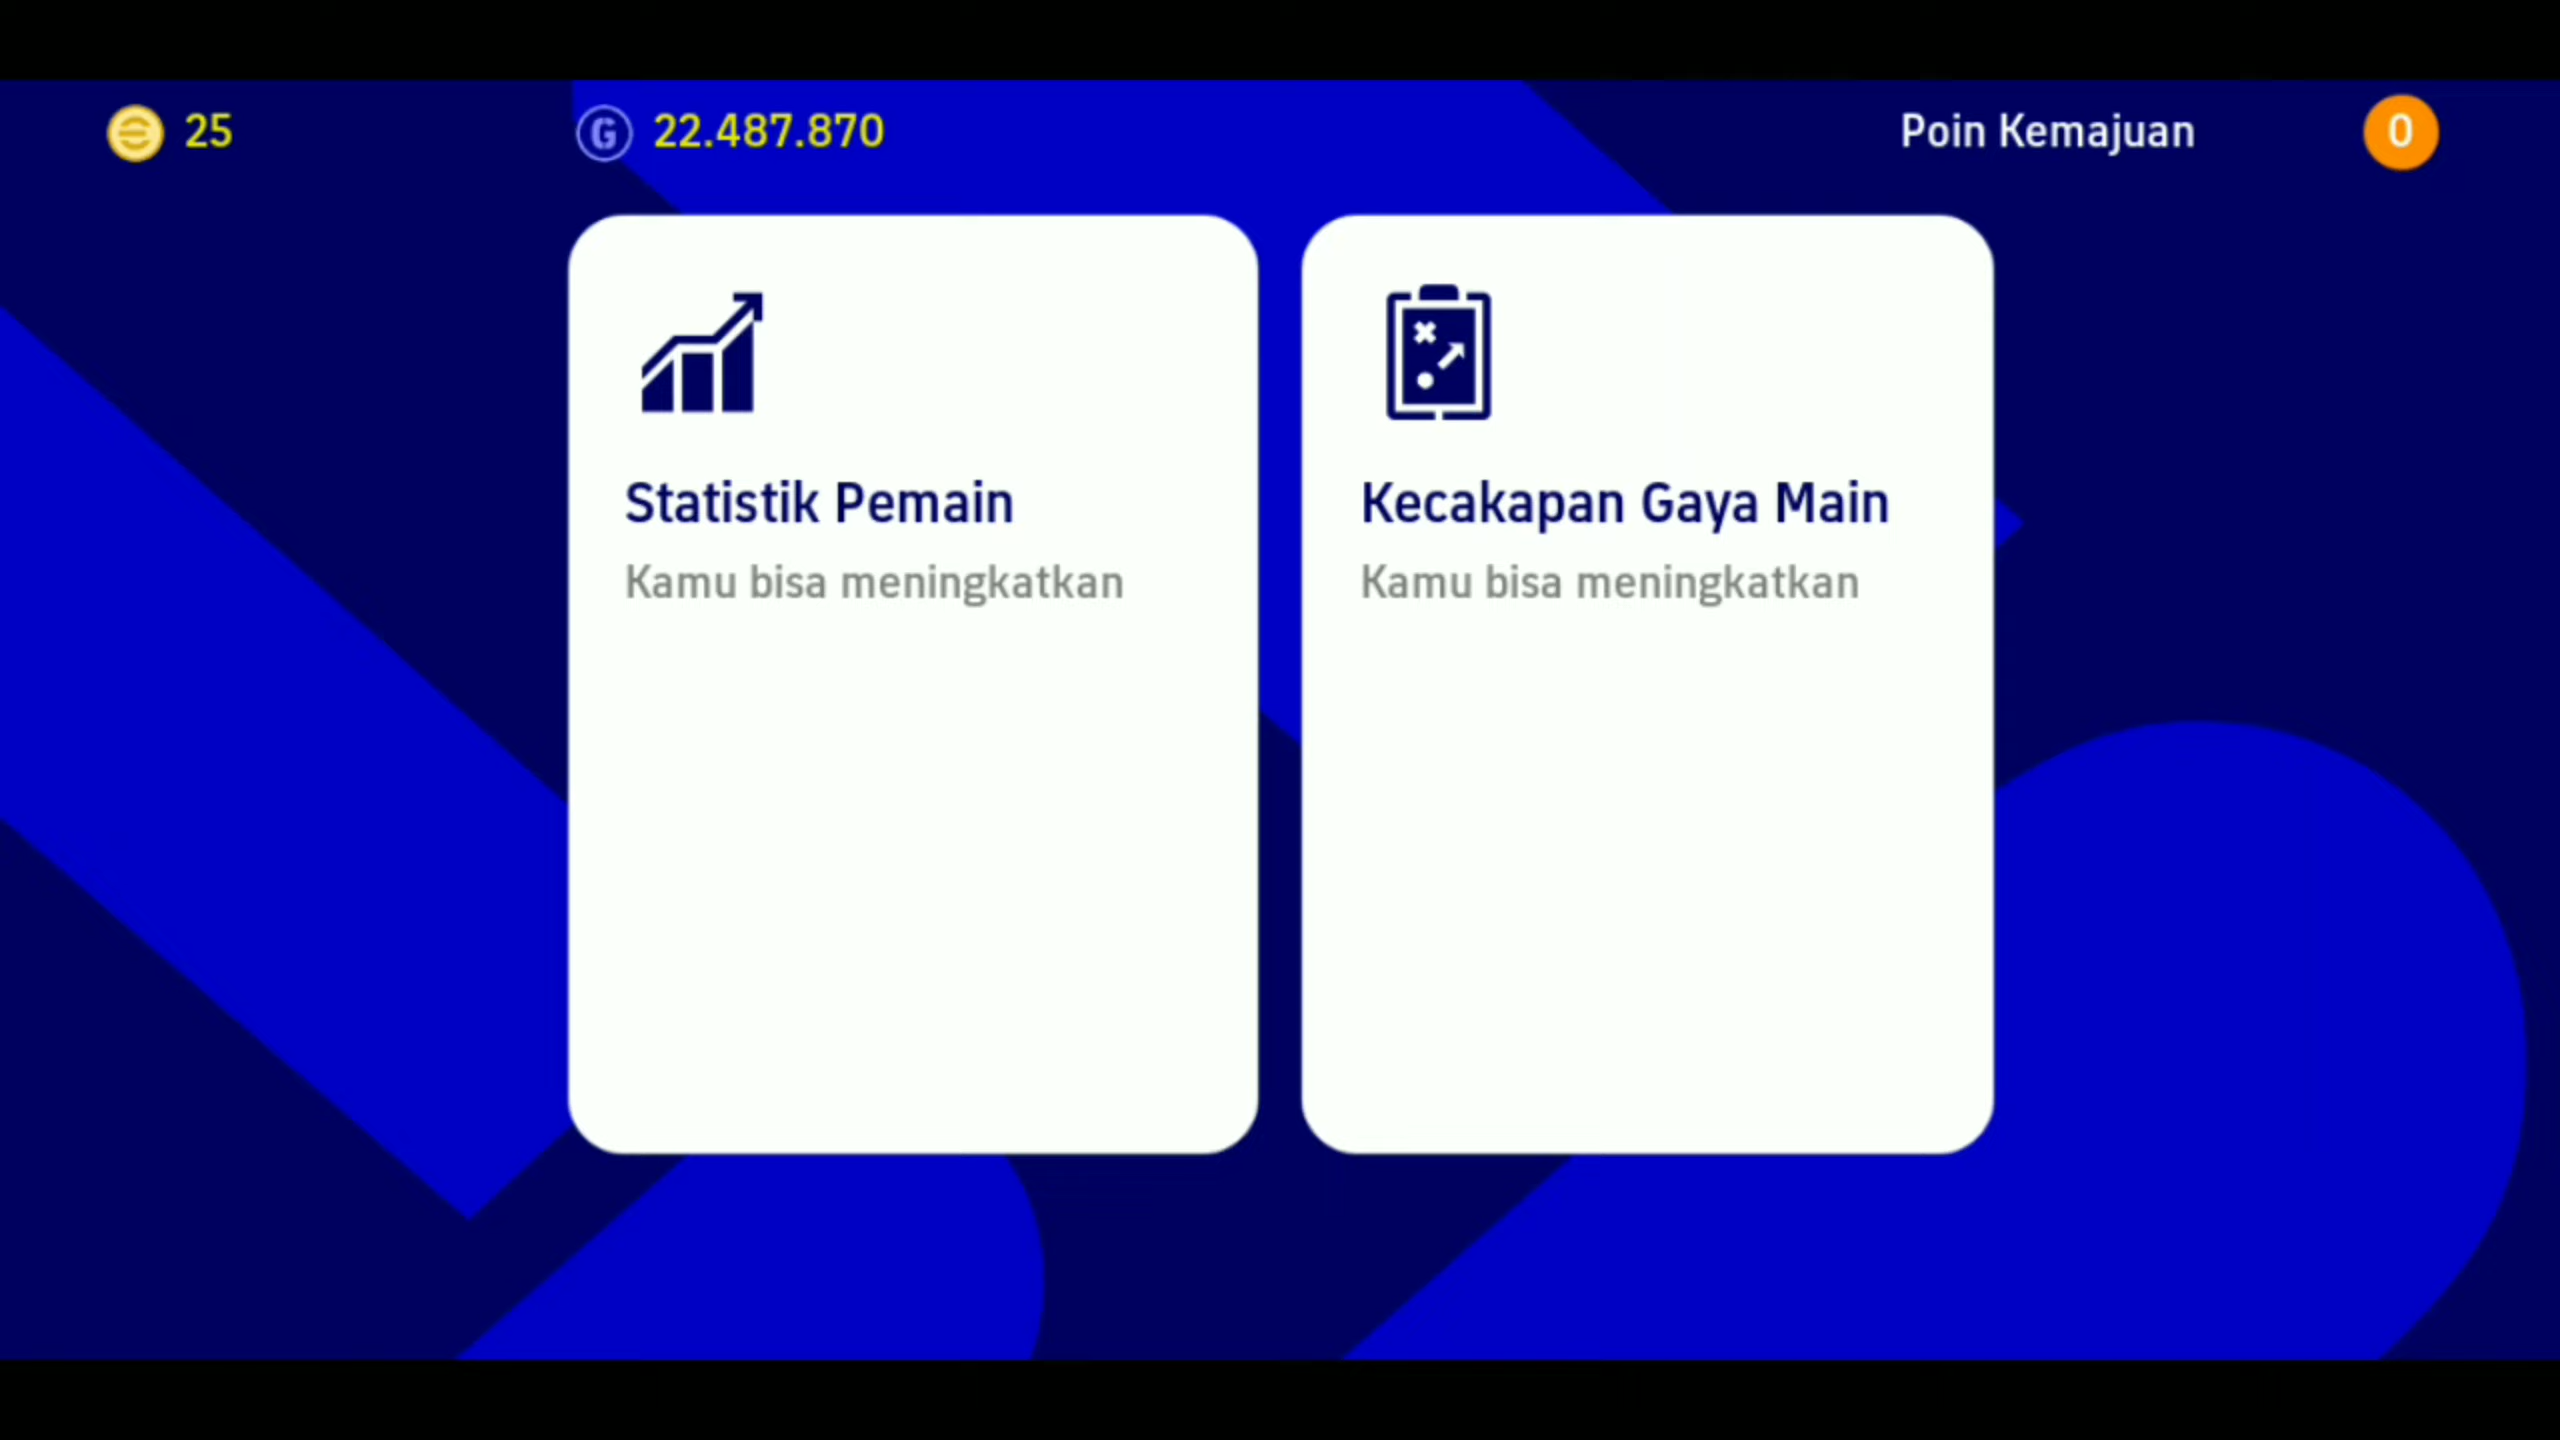 25
G 22.487.870
Poin Kemajuan
0
Statistik Pemain
Kamu bisa meningkatkan
Kecakapan Gaya Main
Kamu bisa meningkatkan